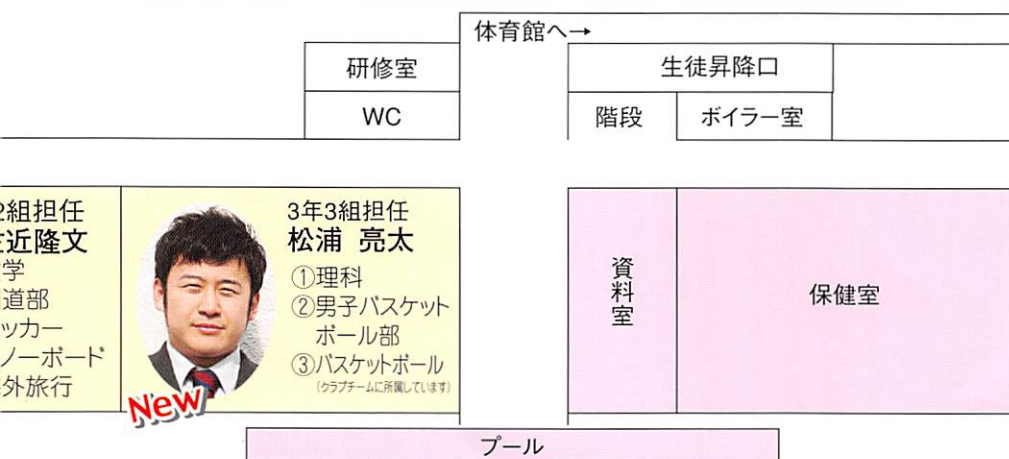 体育館へ→
研修室
生徒昇降口
WC
階段
ボイラー室
2組担任
近隆文
学
道部
ッカー
ノーボード
外旅行
3年3組担任
松浦 亮太
①理科
②男子バスケット
ボール部
③バスケットボール
(クラブチームに所属しています)
New
資料室
保健室
プール